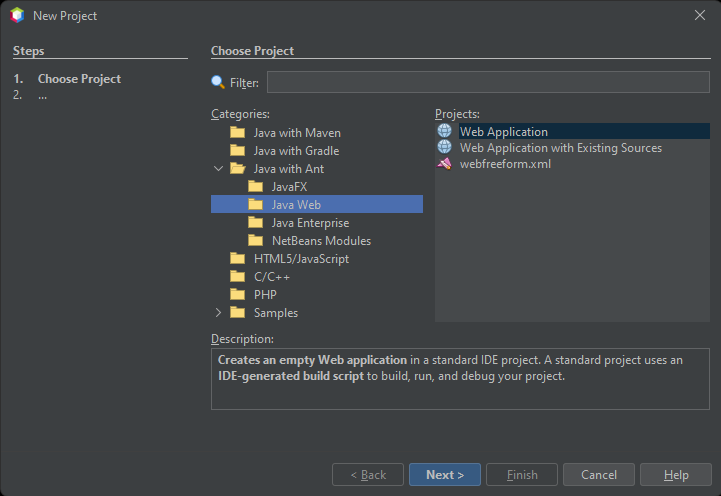 New Project
Steps
1. Choose Project
2. ...
Choose Project
Filter:
Categories:
Java with Maven
Java with Gradle
Java with Ant
JavaFX
Java Web
Java Enterprise
NetBeans Modules
HTML5/JavaScript
C/C++
PHP
Samples
Projects:
Web Application
Web Application with Existing Sources
webfreeform.xml
Description:
Creates an empty Web application in a standard IDE project. A standard project uses an
IDE-generated build script to build, run, and debug your project.
< Back
Next >
Finish
Cancel
Help